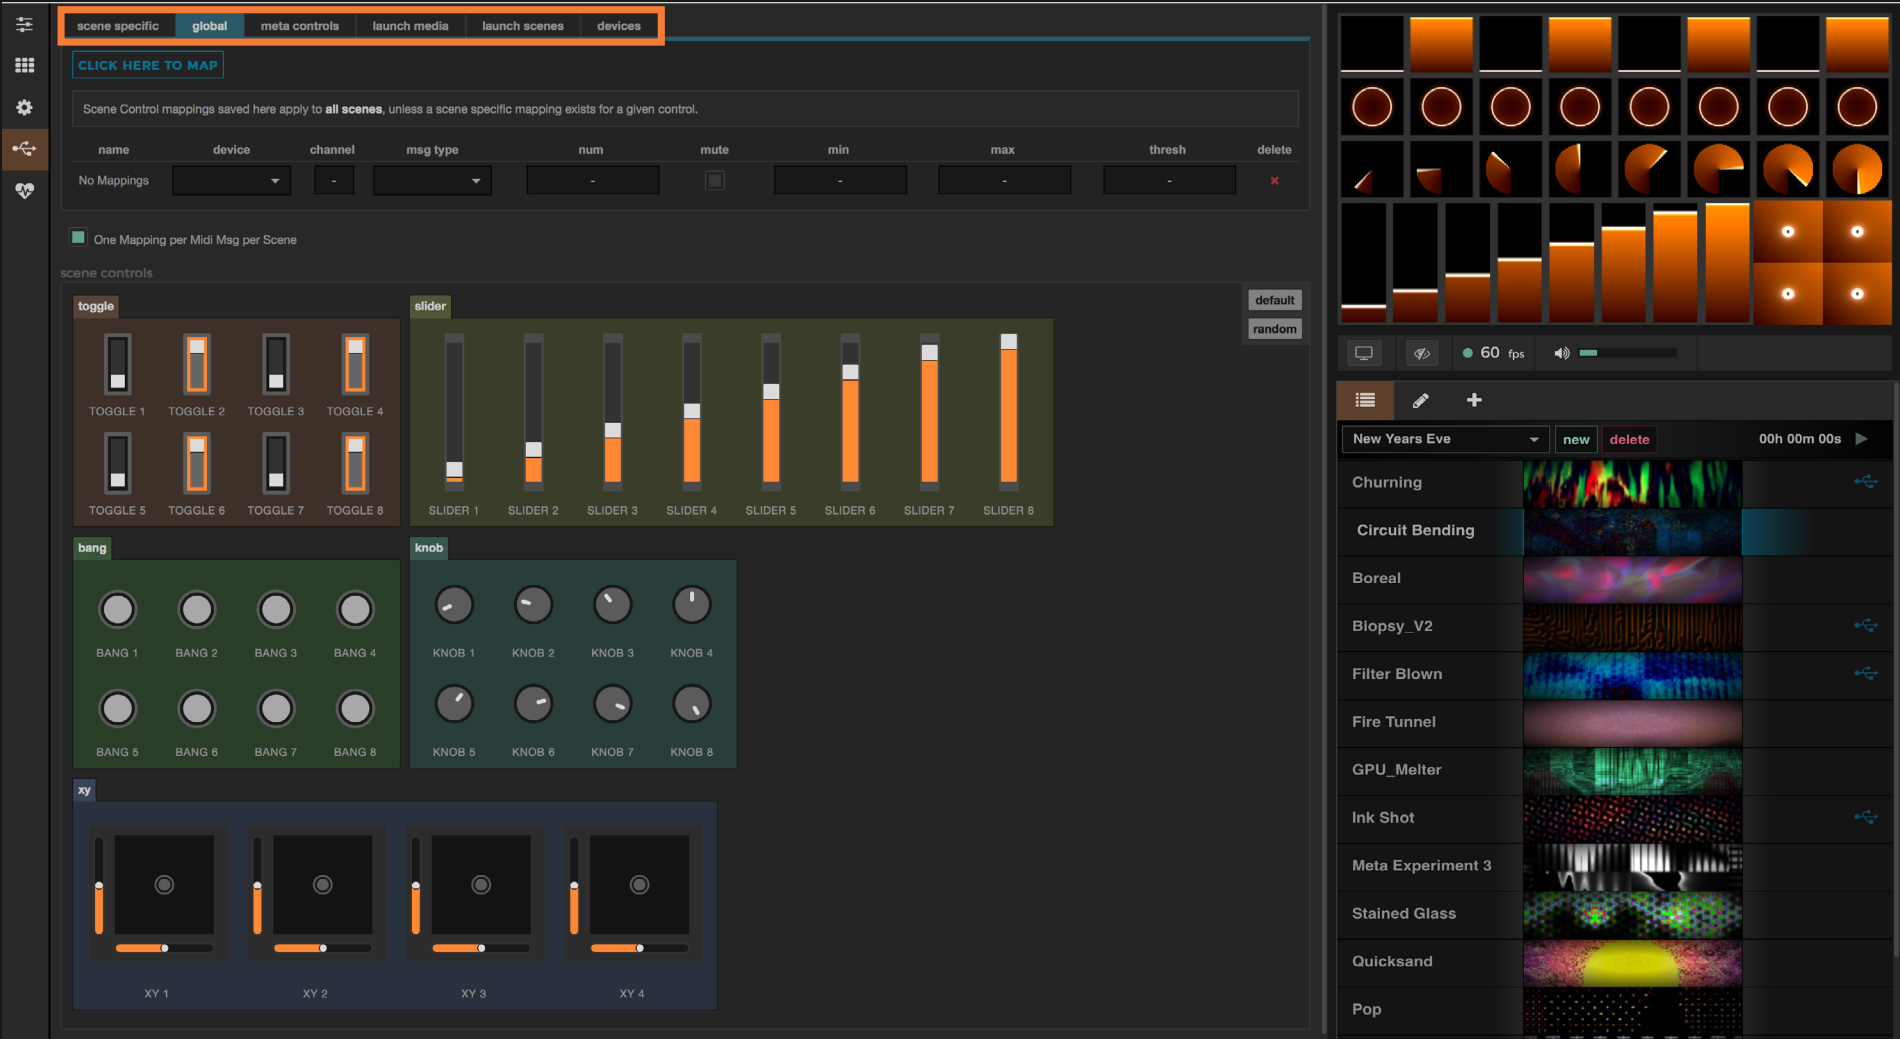 scene specific global meta controls launch media launch scenes devices
CLICK HERE TO MAP
Scene Control mappings saved here apply to all scenes, unless a scene specific mapping exists for a given control.
name device channel msg type num mute min max thresh delete
No Mappings - - - - -
One Mapping per Midi Msg per Scene
scene controls
toggle
TOGGLE 1 TOGGLE 2 TOGGLE 3 TOGGLE 4
TOGGLE 5 TOGGLE 6 TOGGLE 7 TOGGLE 8
slider
SLIDER 1 SLIDER 2 SLIDER 3 SLIDER 4 SLIDER 5 SLIDER 6 SLIDER 7 SLIDER 8
default
random
bang
BANG 1 BANG 2 BANG 3 BANG 4
BANG 5 BANG 6 BANG 7 BANG 8
knob
KNOB 1 KNOB 2 KNOB 3 KNOB 4
KNOB 5 KNOB 6 KNOB 7 KNOB 8
xy
XY 1 XY 2 XY 3 XY 4
60 fps
New Years Eve new delete 00h 00m 00s
Churning
Circuit Bending
Boreal
Biopsy_V2
Filter Blown
Fire Tunnel
GPU_Melter
Ink Shot
Meta Experiment 3
Stained Glass
Quicksand
Pop